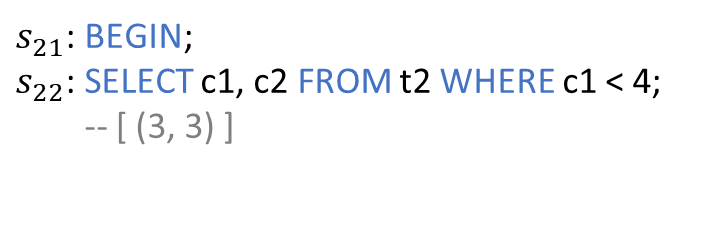 s₂₁: BEGIN;
s₂₂: SELECT c1, c2 FROM t2 WHERE c1 < 4;
-- [ (3, 3) ]